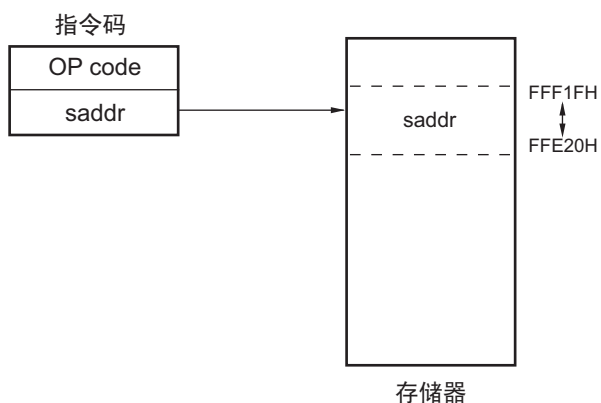 指令码
OP code
saddr
saddr
FFF1FH
FFE20H
存储器